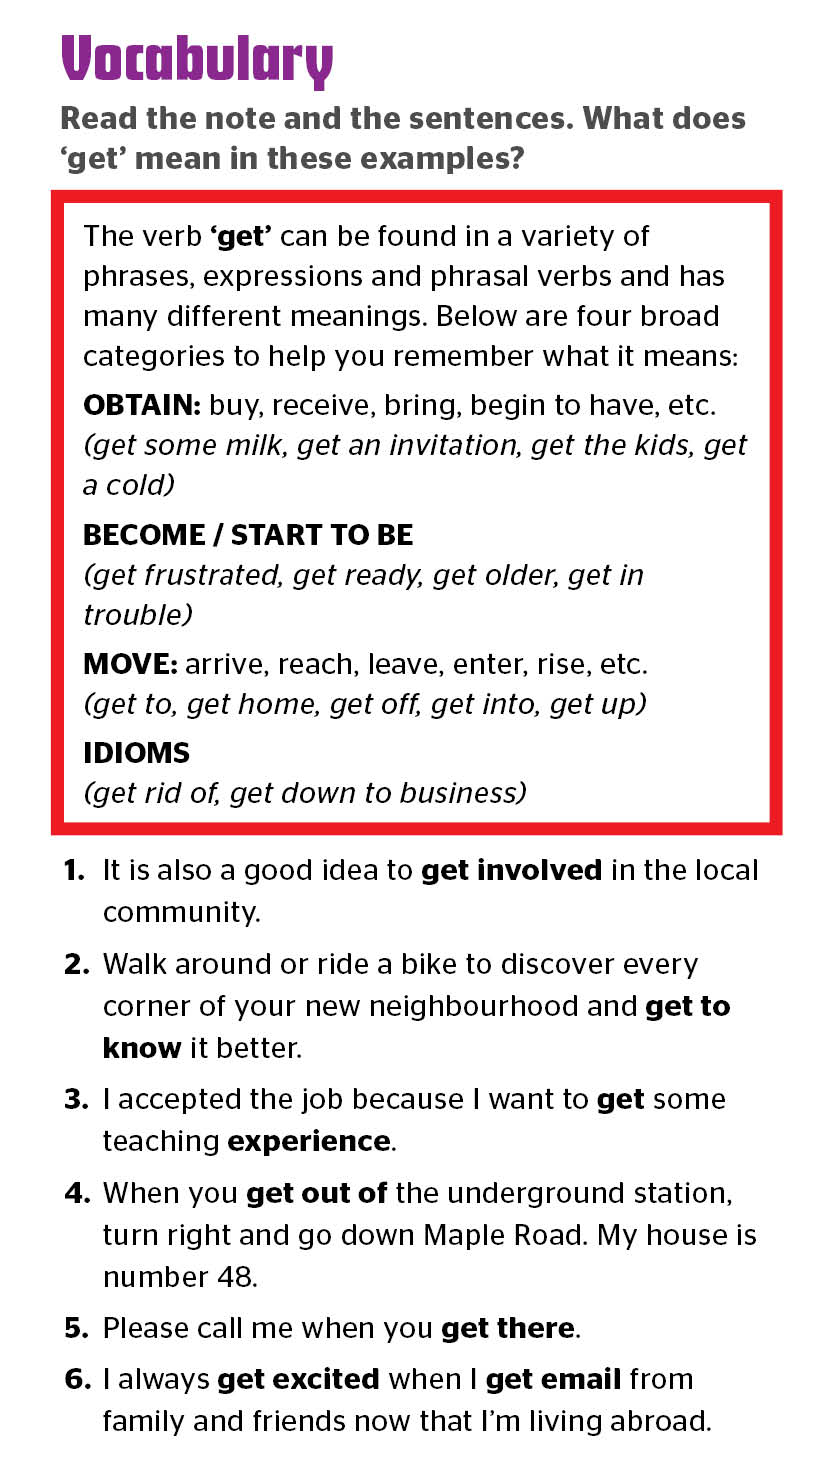 Vocabulary
Read the note and the sentences. What does
‘get’ mean in these examples?
The verb ‘get’ can be found in a variety of
phrases, expressions and phrasal verbs and has
many different meanings. Below are four broad
categories to help you remember what it means:
OBTAIN: buy, receive, bring, begin to have, etc.
(get some milk, get an invitation, get the kids, get
a cold)
BECOME / START TO BE
(get frustrated, get ready, get older, get in
trouble)
MOVE: arrive, reach, leave, enter, rise, etc.
(get to, get home, get off, get into, get up)
IDIOMS
(get rid of, get down to business)
1. It is also a good idea to get involved in the local
community.
2. Walk around or ride a bike to discover every
corner of your new neighbourhood and get to
know it better.
3. I accepted the job because I want to get some
teaching experience.
4. When you get out of the underground station,
turn right and go down Maple Road. My house is
number 48.
5. Please call me when you get there.
6. I always get excited when I get email from
family and friends now that I’m living abroad.